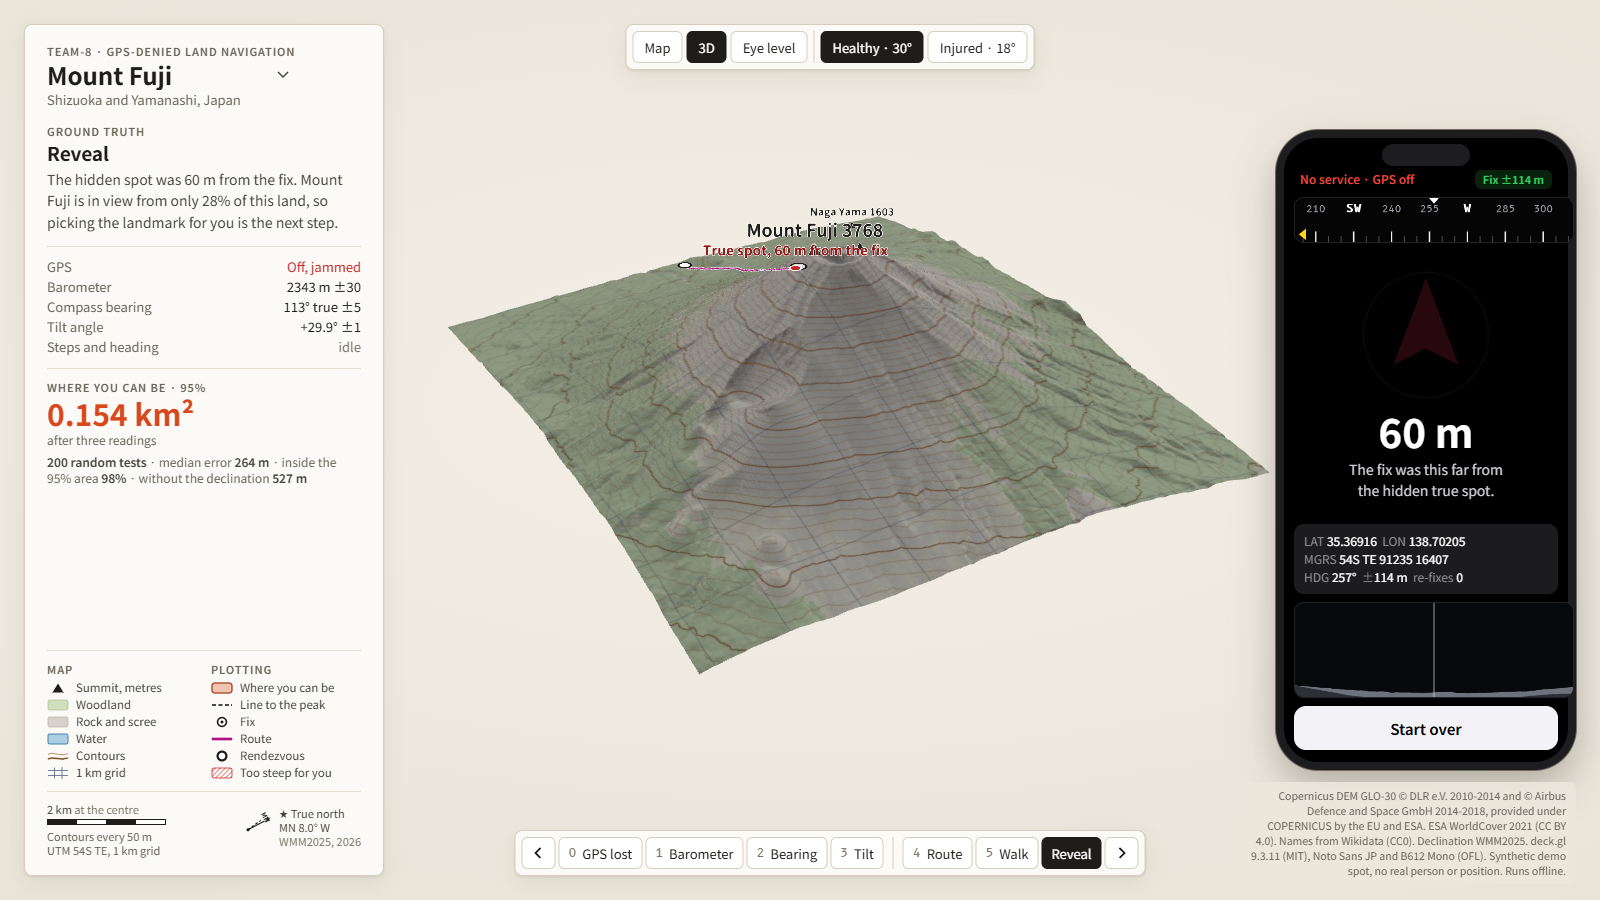 TEAM-8 · GPS-DENIED LAND NAVIGATION
Mount Fuji
Shizuoka and Yamanashi, Japan
GROUND TRUTH
Reveal
The hidden spot was 60 m from the fix. Mount
Fuji is in view from only 28% of this land, so
picking the landmark for you is the next step.
GPS Off, jammed
Barometer 2343 m ±30
Compass bearing 113° true ±5
Tilt angle +29.9° ±1
Steps and heading idle
WHERE YOU CAN BE · 95%
0.154 km²
after three readings
200 random tests · median error 264 m · inside the
95% area 98% · without the declination 527 m
MAP
Summit, metres
Woodland
Rock and scree
Water
Contours
1 km grid
PLOTTING
Where you can be
Line to the peak
Fix
Route
Rendezvous
Too steep for you
2 km at the centre
Contours every 50 m
UTM 54S TE, 1 km grid
★ True north
MN 8.0° W
WMM2025, 2026
Map 3D Eye level Healthy · 30° Injured · 18°
Naga Yama 1603
Mount Fuji 3768
True spot, 60 m from the fix
0 GPS lost 1 Barometer 2 Bearing 3 Tilt 4 Route 5 Walk Reveal
No service · GPS off Fix ±114 m
210 SW 240 255 W 285 300
60 m
The fix was this far from
the hidden true spot.
LAT 35.36916 LON 138.70205
MGRS 54S TE 91235 16407
HDG 257° ±114 m re-fixes 0
Start over
Copernicus DEM GLO-30 © DLR e.V. 2010-2014 and © Airbus
Defence and Space GmbH 2014-2018, provided under
COPERNICUS by the EU and ESA. ESA WorldCover 2021 (CC BY
4.0). Names from Wikidata (CC0). Declination WMM2025. deck.gl
9.3.11 (MIT), Noto Sans JP and B612 Mono (OFL). Synthetic demo
spot, no real person or position. Runs offline.